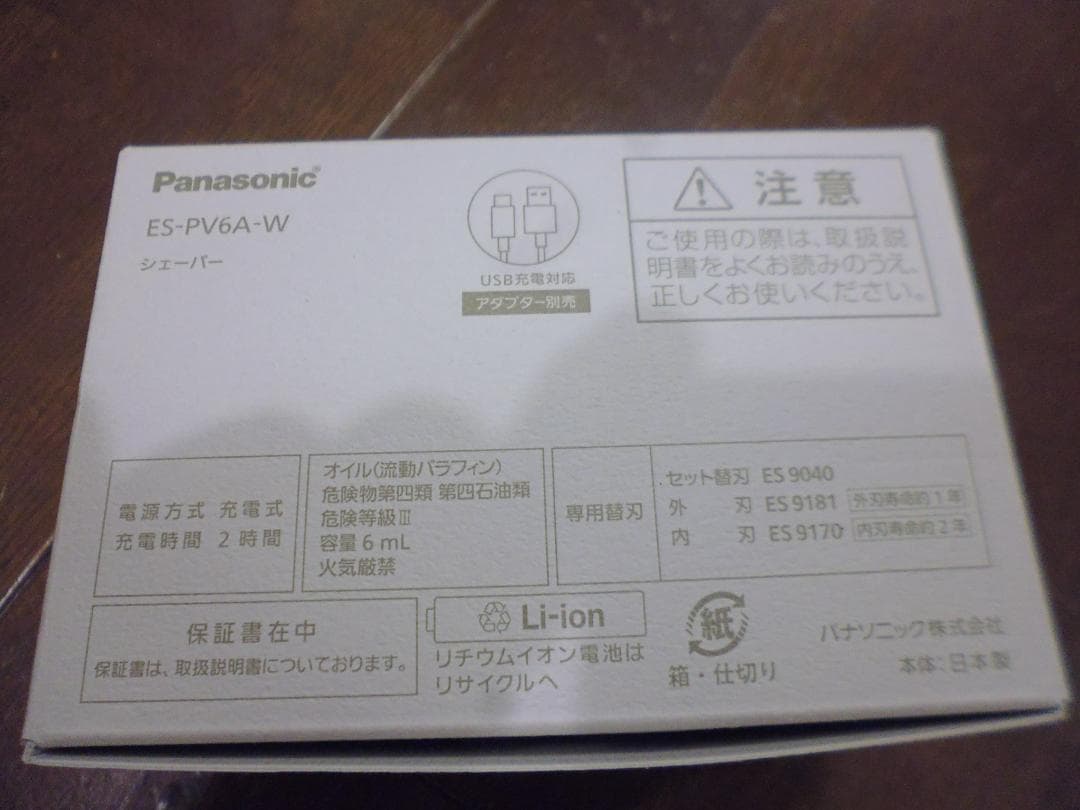 Panasonic®
ES-PV6A-W
シェーバー
USB充電対応
アダプター別売
注意
ご使用の際は、取扱説
明書をよくお読みのうえ、
正しくお使いください。
電源方式 充電式
充電時間 2時間
オイル(流動パラフィン)
危険物第四類 第四石油類
危険等級Ⅲ
容量6mL
火気厳禁
専用替刃
セット替刃 ES9040
外刃 ES9181 外刃寿命約1年
内刃 ES9170 内刃寿命約2年
保証書在中
保証書は、取扱説明書についております。
Li-ion
リチウムイオン電池は
リサイクルへ
紙
箱・仕切り
パナソニック株式会社
本体:日本製